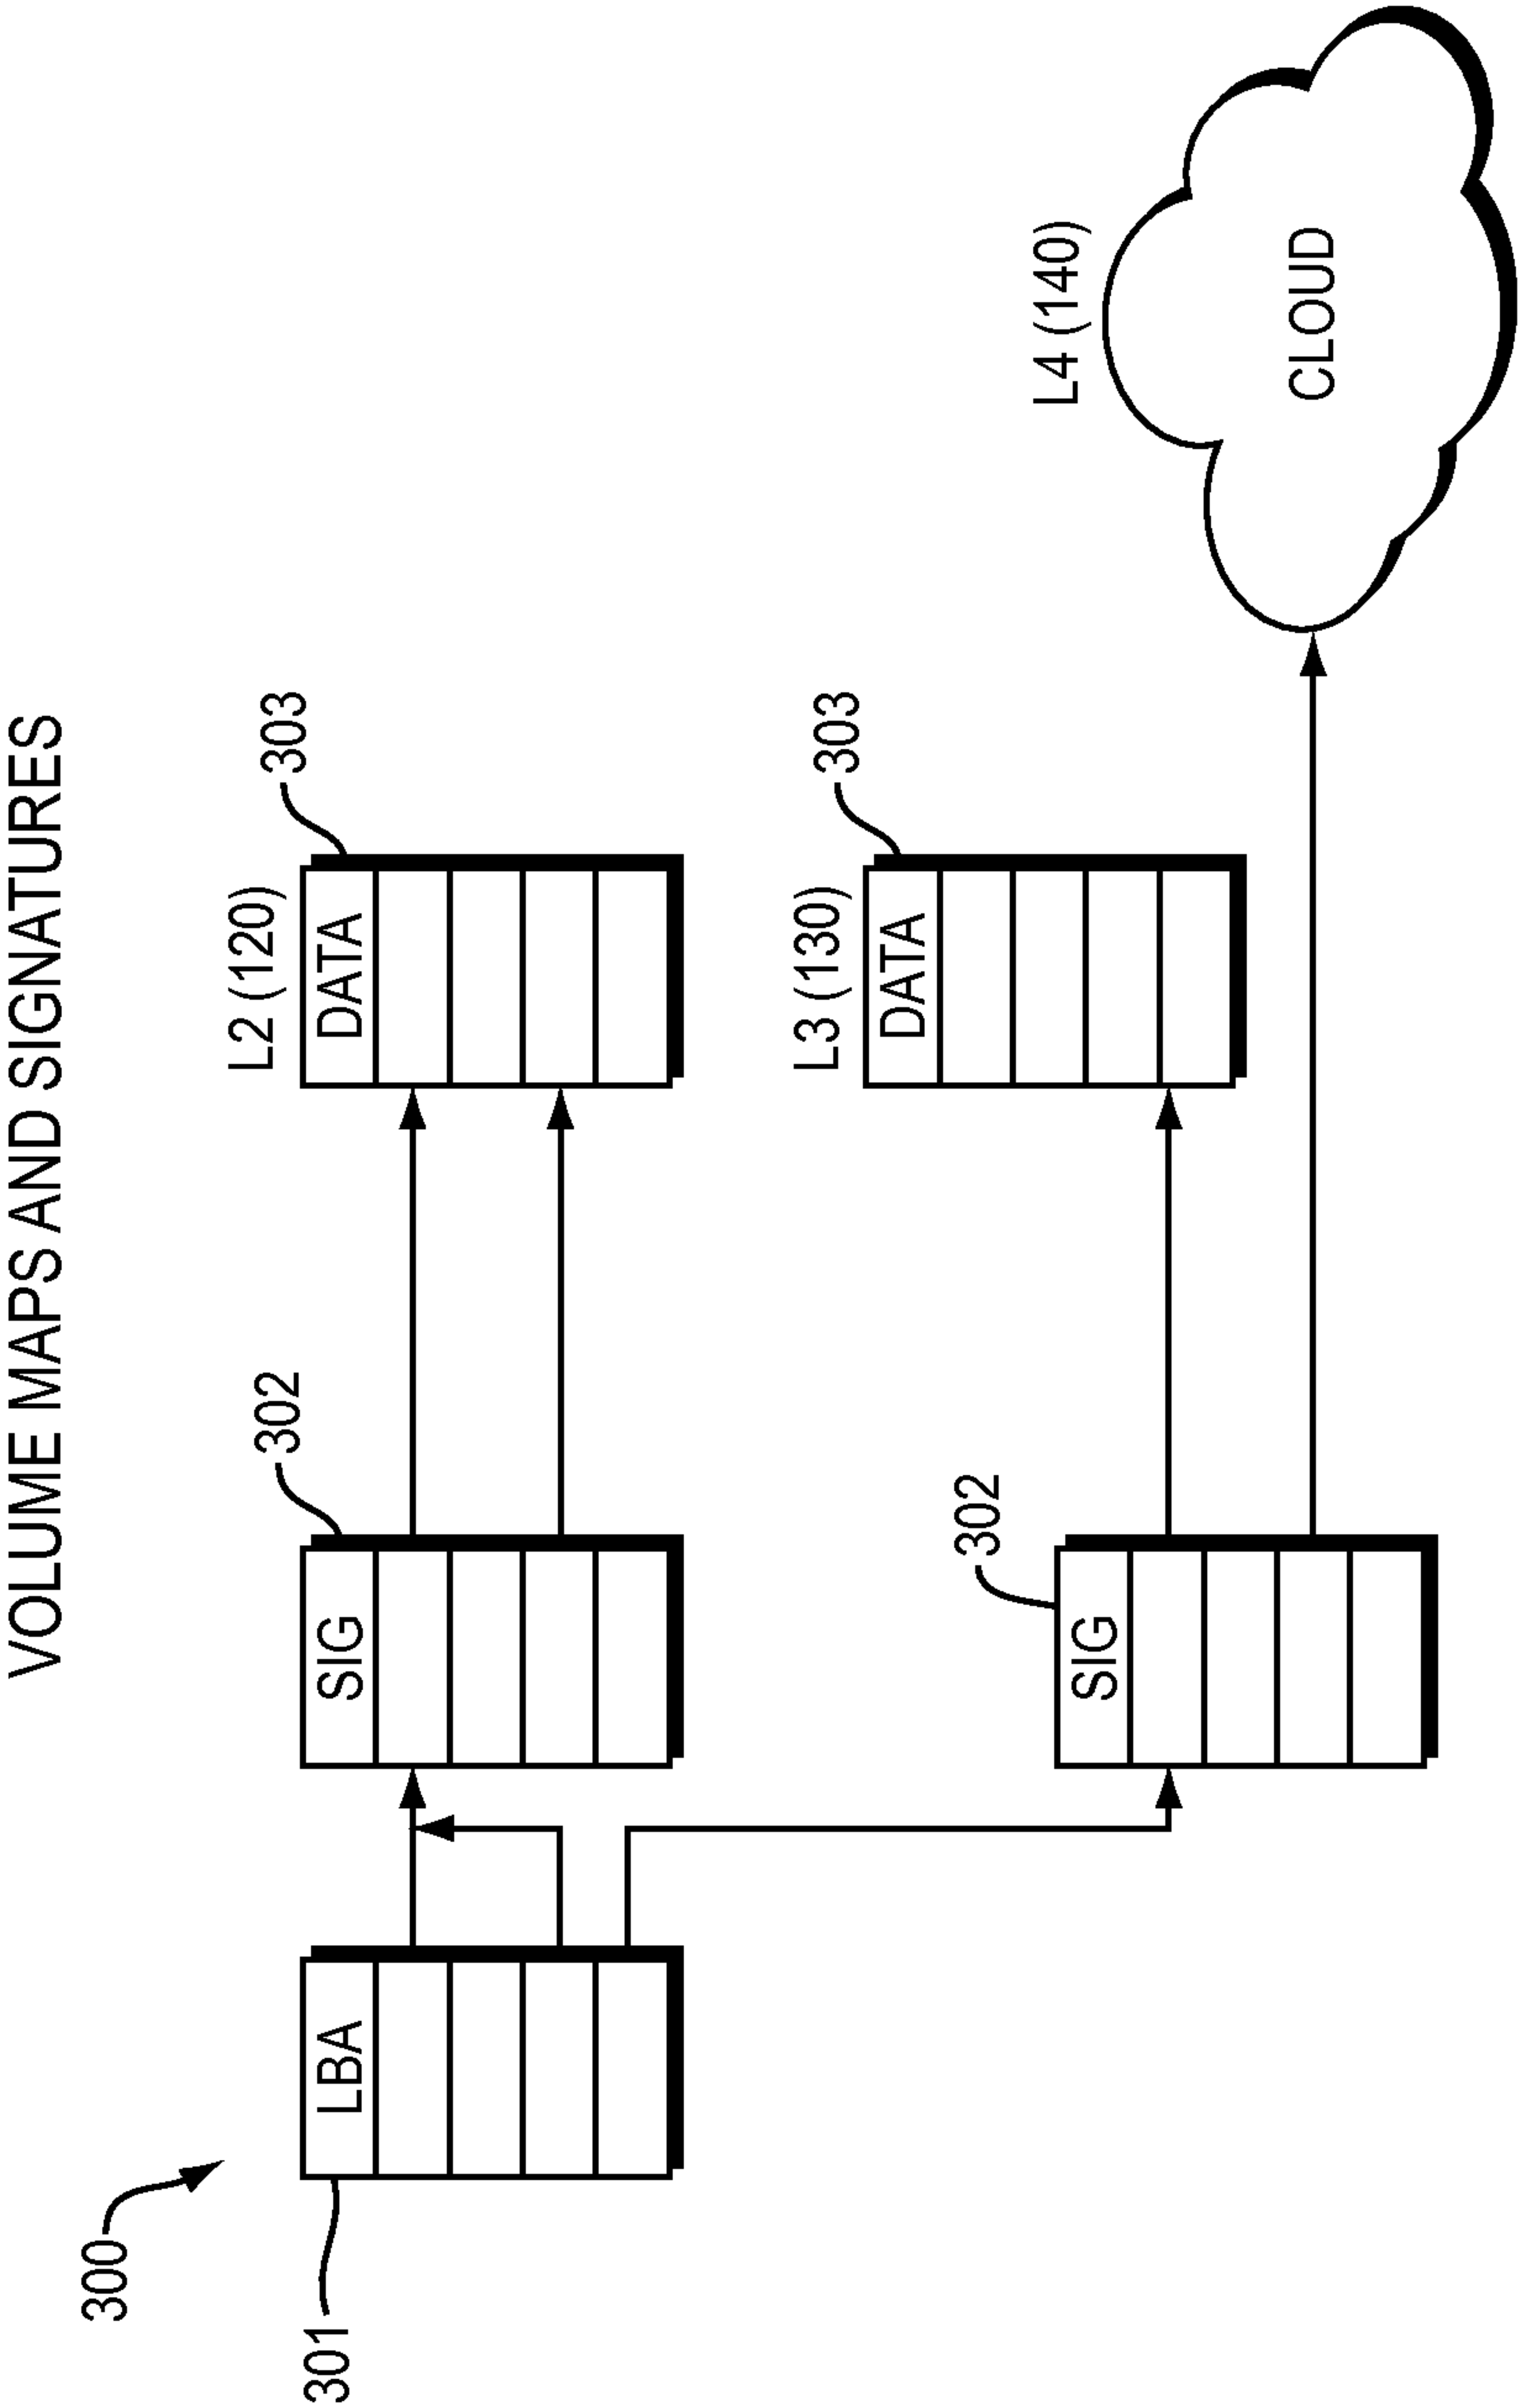 VOLUME MAPS AND SIGNATURES
300
301
LBA
302
SIG
L2 (120)
303
DATA
L3 (130)
303
DATA
302
SIG
L4 (140)
CLOUD